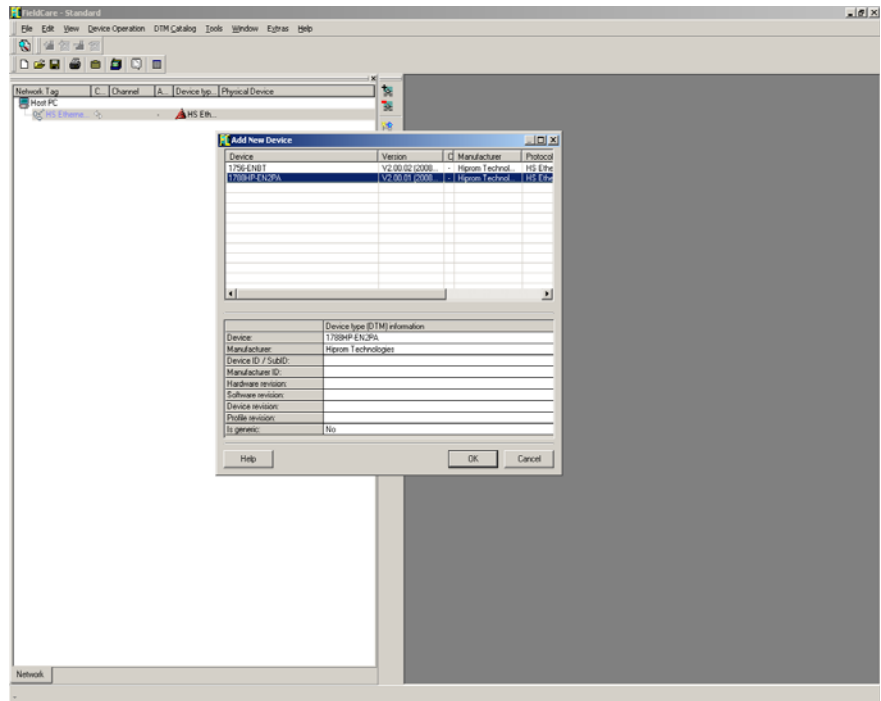 FieldCare - Standard
File Edit View Device Operation DTM Catalog Tools Window Extras Help
Network Tag C... Channel A... Device typ... Physical Device
Host PC
HS Etherne... HS Eth...
Add New Device
Device Version C Manufacturer Protocol
1756-ENBT V2.00.02 (2008... - Hiprom Technol... HS Ethe
1788HP-EN2PA V2.00.01 (2008... - Hiprom Technol... HS Ethe
Device type (DTM) information
Device: 1788HP-EN2PA
Manufacturer: Hiprom Technologies
Device ID / SubID:
Manufacturer ID:
Hardware revision:
Software revision:
Device revision:
Profile revision:
Is generic: No
Help OK Cancel
Network